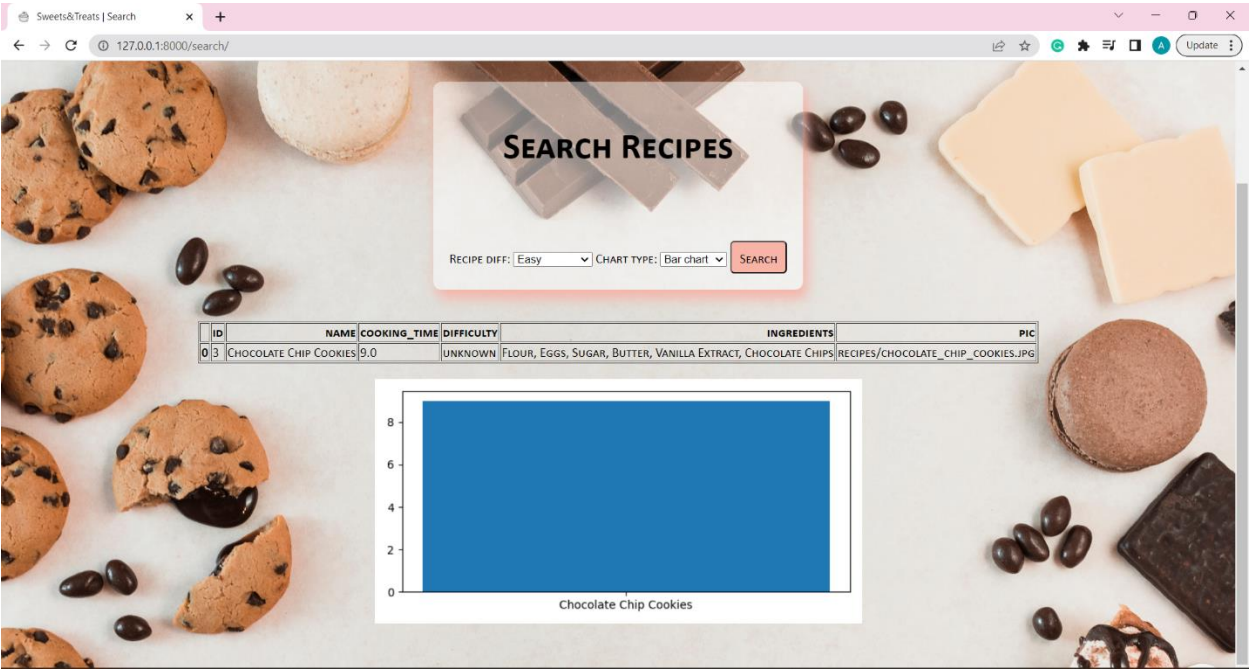 Sweets&Treats | Search
127.0.0.1:8000/search/
A
Update
SEARCH RECIPES
RECIPE DIFF: Easy CHART TYPE: Bar chart SEARCH
ID NAME COOKING_TIME DIFFICULTY INGREDIENTS PIC
0 3 CHOCOLATE CHIP COOKIES 9.0 UNKNOWN FLOUR, EGGS, SUGAR, BUTTER, VANILLA EXTRACT, CHOCOLATE CHIPS RECIPES/CHOCOLATE_CHIP_COOKIES.JPG
8
6
4
2
0
Chocolate Chip Cookies